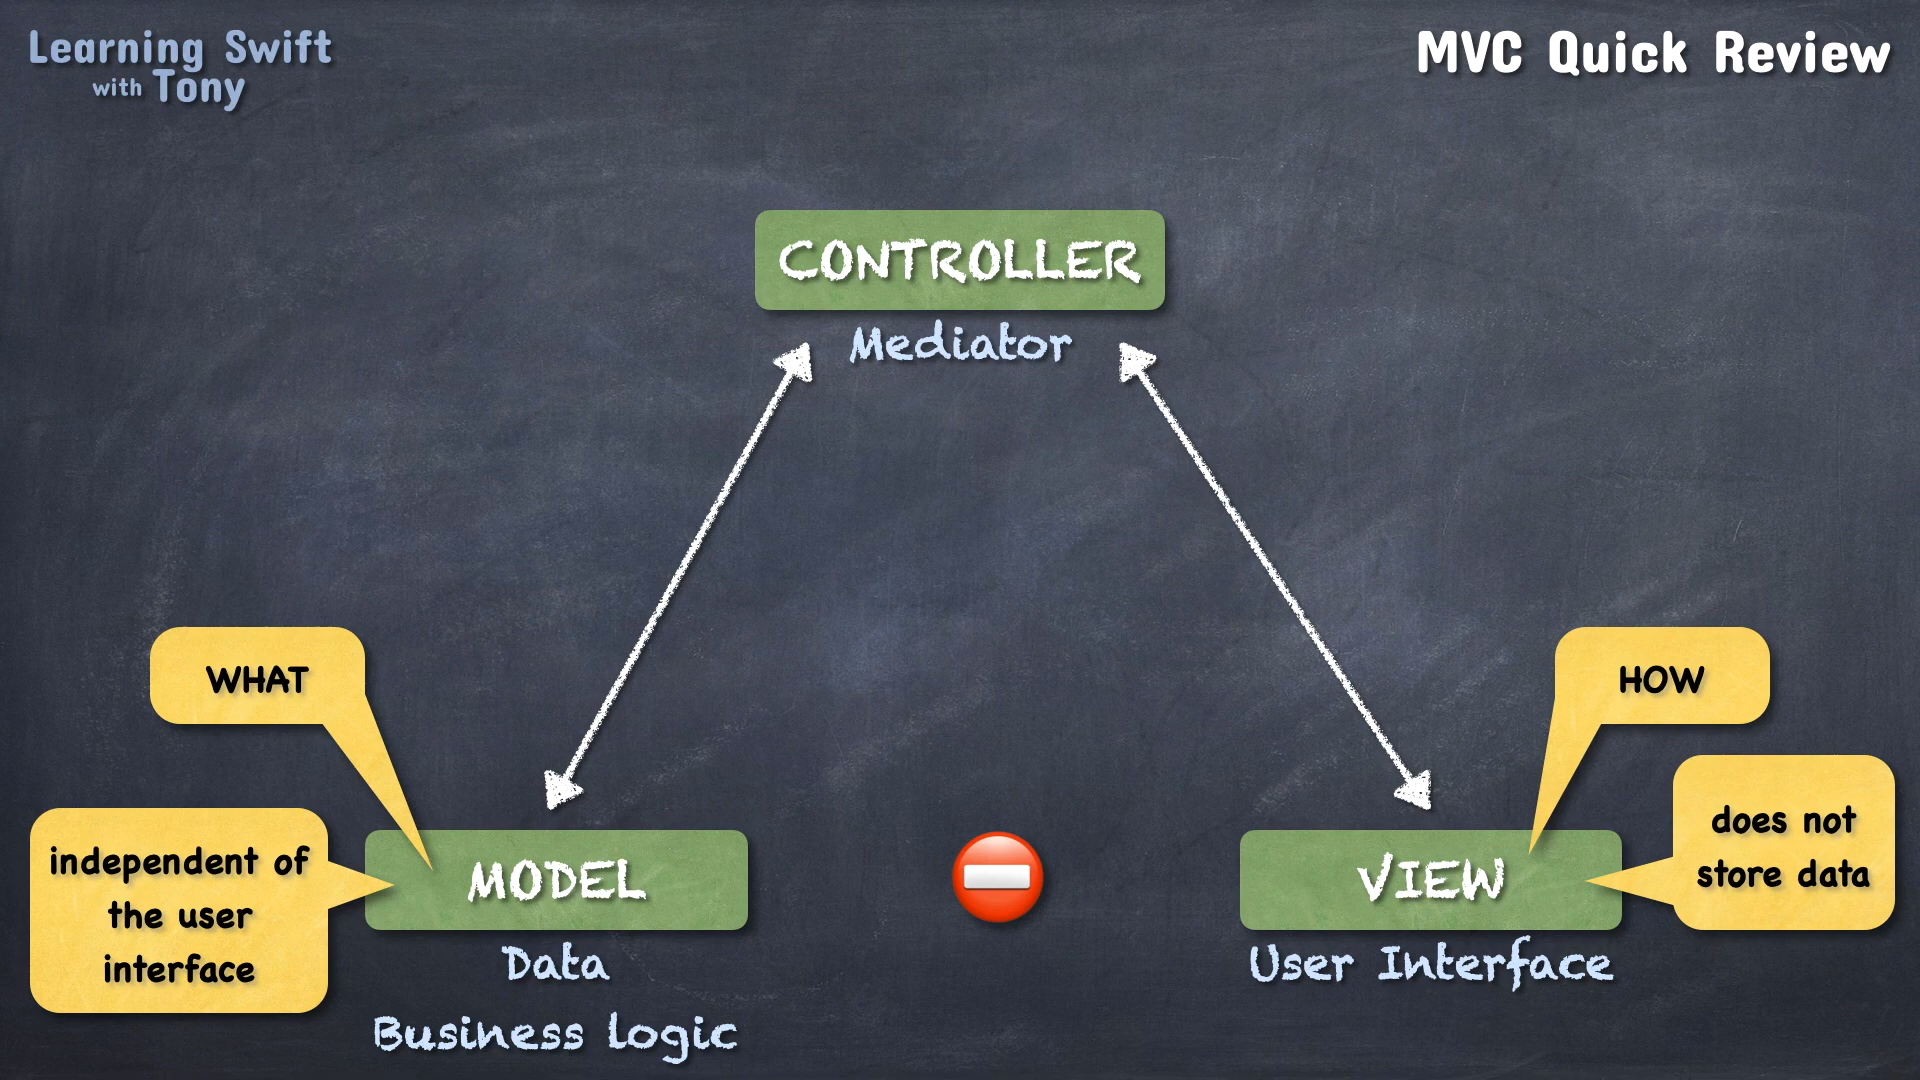 Learning Swift
with Tony
MVC Quick Review
CONTROLLER
Mediator
WHAT
HOW
independent of
the user
interface
MODEL
Data
Business logic
VIEW
User Interface
does not
store data